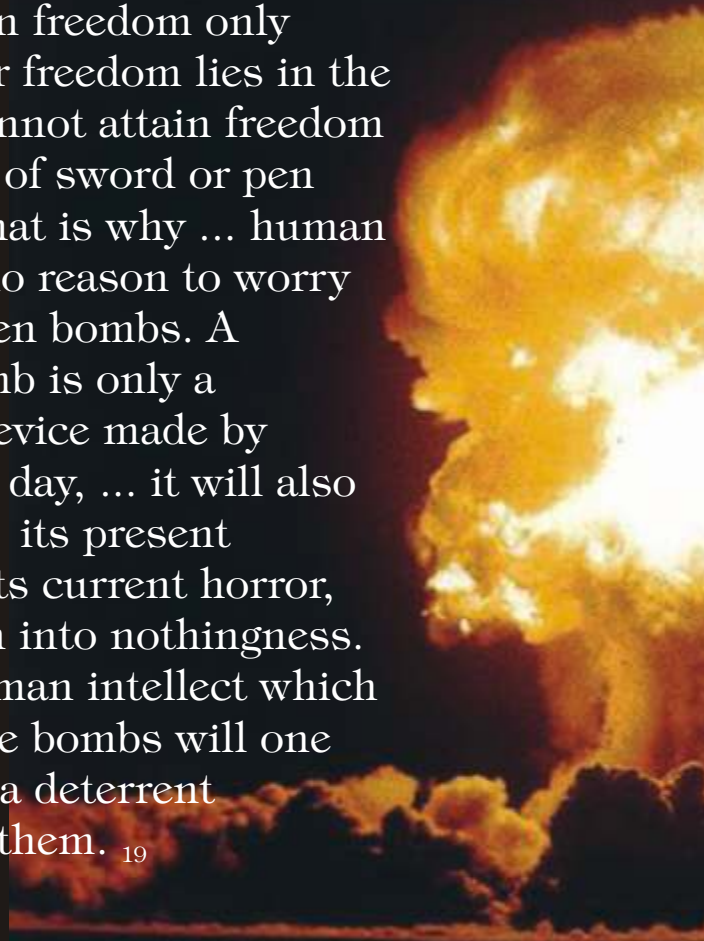 n freedom only
r freedom lies in the
nnot attain freedom
of sword or pen
hat is why ... human
o reason to worry
en bombs. A
nb is only a
evice made by
day, ... it will also
its present
ts current horror,
n into nothingness.
man intellect which
e bombs will one
a deterrent
them. 19